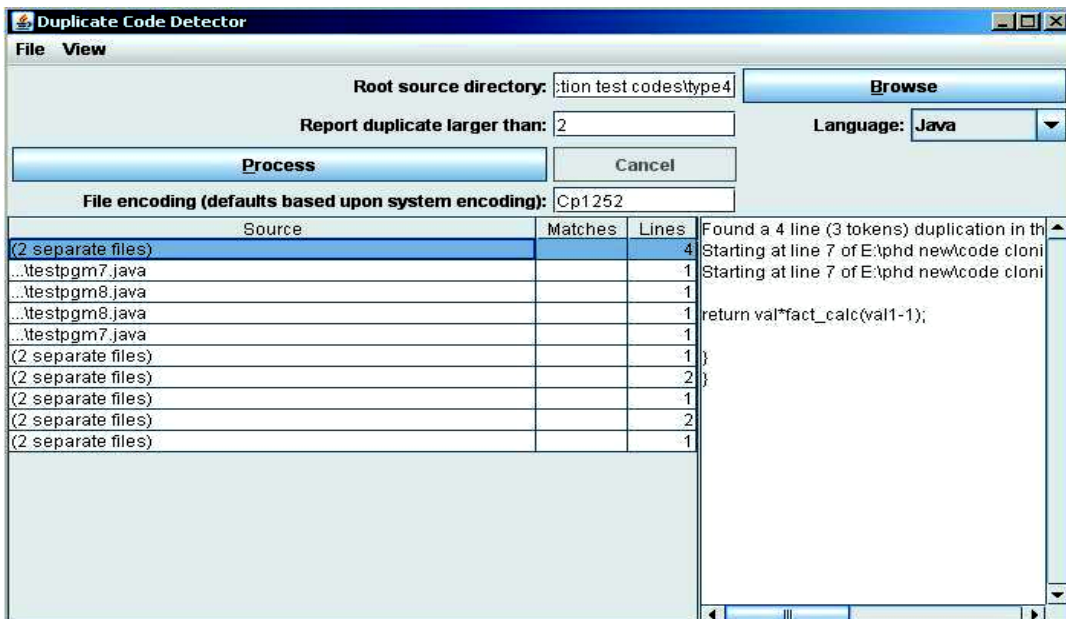 Duplicate Code Detector
File View
Root source directory: :tion test codes\type4 Browse
Report duplicate larger than: 2 Language: Java
Process Cancel
File encoding (defaults based upon system encoding): Cp1252
Source Matches Lines
(2 separate files) 4
...\testpgm7.java 1
...\testpgm8.java 1
...\testpgm8.java 1
...\testpgm7.java 1
(2 separate files) 1
(2 separate files) 2
(2 separate files) 1
(2 separate files) 2
(2 separate files) 1
Found a 4 line (3 tokens) duplication in th
Starting at line 7 of E:\phd new\code cloni
Starting at line 7 of E:\phd new\code cloni
return val*fact_calc(val1-1);
}
}